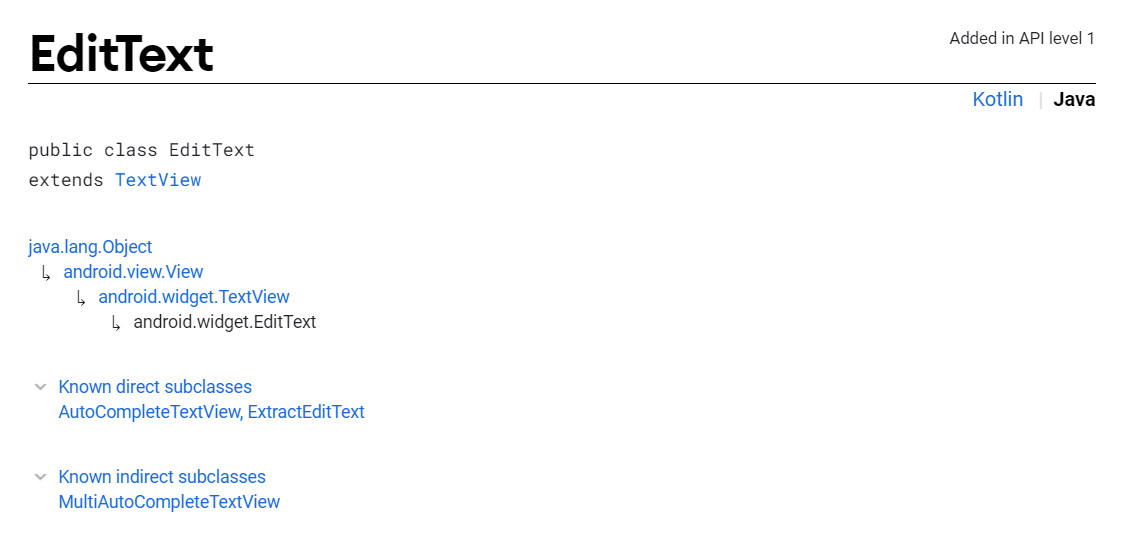 EditText
Added in API level 1
Kotlin | Java
public class EditText
extends TextView
java.lang.Object
↳ android.view.View
↳ android.widget.TextView
↳ android.widget.EditText
Known direct subclasses
AutoCompleteTextView, ExtractEditText
Known indirect subclasses
MultiAutoCompleteTextView